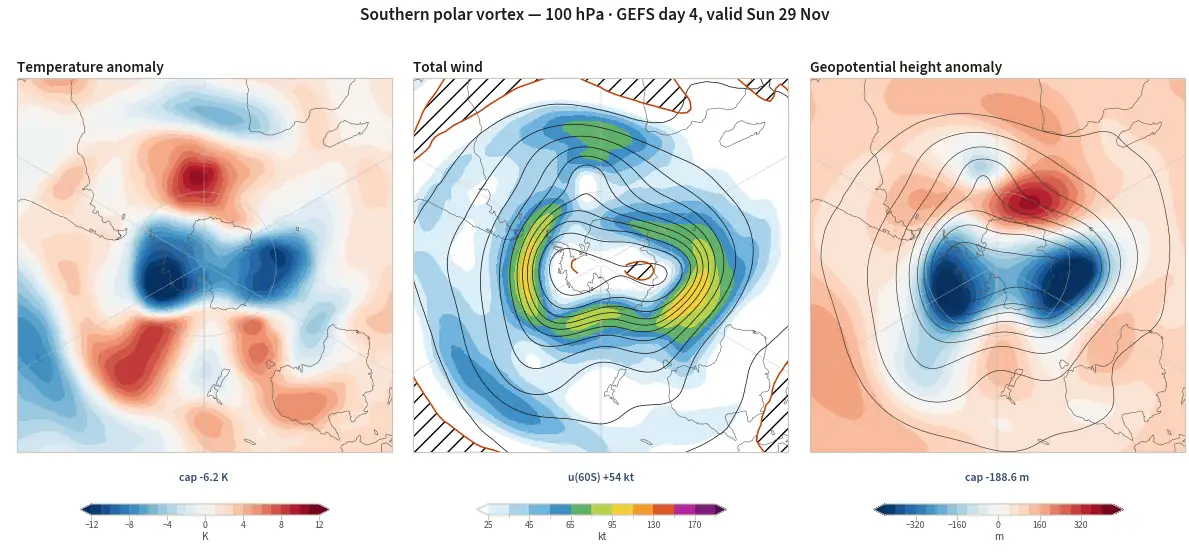 Southern polar vortex — 100 hPa · GEFS day 4, valid Sun 29 Nov
Temperature anomaly
Total wind
Geopotential height anomaly
cap -6.2 K
u(60S) +54 kt
cap -188.6 m
−12 −8 −4 0 4 8 12
K
25 45 65 95 130 170
kt
−320 −160 0 160 320
m